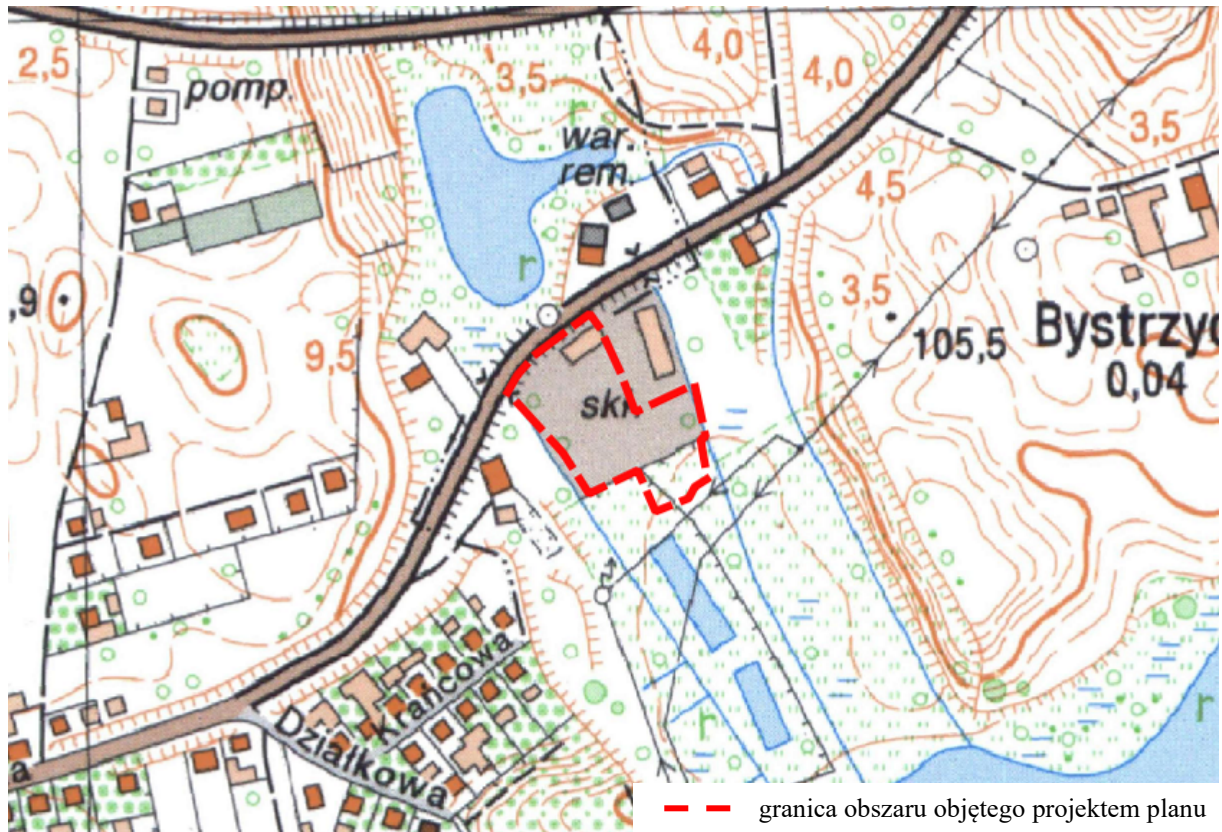 2,5
pomp.
3,5
r
4,0
4,0
3,5
war.
rem.
4,5
r
3,5
,9
9,5
105,5
Bystrzyc
0,04
skł.
Krańcowa
Działkowa
r
r
a
granica obszaru objętego projektem planu